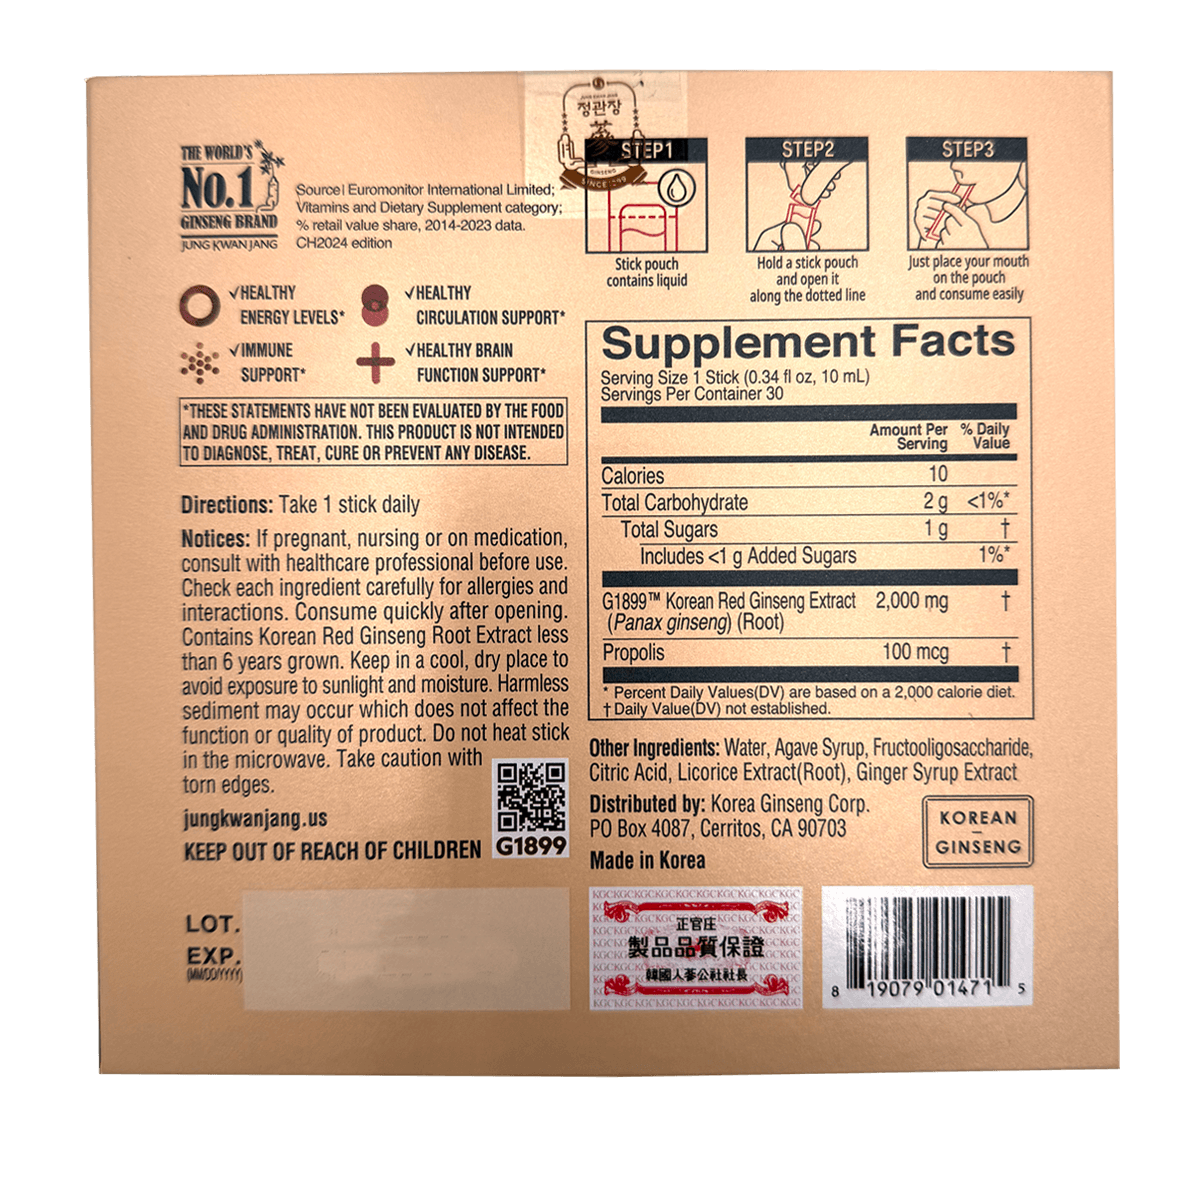 THE WORLD'S
NO.1
GINSENG BRAND
JUNG KWAN JANG
Source| Euromonitor International Limited;
Vitamins and Dietary Supplement category;
% retail value share, 2014-2023 data.
CH2024 edition
JUNG KWAN JANG
정관장
蔘
GINSENG
SINCE 1899
STEP1
Stick pouch
contains liquid
STEP2
Hold a stick pouch
and open it
along the dotted line
STEP3
Just place your mouth
on the pouch
and consume easily
✓HEALTHY
ENERGY LEVELS*
✓HEALTHY
CIRCULATION SUPPORT*
✓IMMUNE
SUPPORT*
✓HEALTHY BRAIN
FUNCTION SUPPORT*
*THESE STATEMENTS HAVE NOT BEEN EVALUATED BY THE FOOD
AND DRUG ADMINISTRATION. THIS PRODUCT IS NOT INTENDED
TO DIAGNOSE, TREAT, CURE OR PREVENT ANY DISEASE.
Directions: Take 1 stick daily
Notices: If pregnant, nursing or on medication,
consult with healthcare professional before use.
Check each ingredient carefully for allergies and
interactions. Consume quickly after opening.
Contains Korean Red Ginseng Root Extract less
than 6 years grown. Keep in a cool, dry place to
avoid exposure to sunlight and moisture. Harmless
sediment may occur which does not affect the
function or quality of product. Do not heat stick
in the microwave. Take caution with
torn edges.
jungkwanjang.us
KEEP OUT OF REACH OF CHILDREN
G1899
LOT.
EXP.
(MM/DD/YYYY)
Supplement Facts
Serving Size 1 Stick (0.34 fl oz, 10 mL)
Servings Per Container 30
Amount Per Serving % Daily Value
Calories 10
Total Carbohydrate 2 g <1%*
Total Sugars 1 g †
Includes <1 g Added Sugars 1%*
G1899™ Korean Red Ginseng Extract 2,000 mg †
(Panax ginseng) (Root)
Propolis 100 mcg †
* Percent Daily Values(DV) are based on a 2,000 calorie diet.
† Daily Value(DV) not established.
Other Ingredients: Water, Agave Syrup, Fructooligosaccharide,
Citric Acid, Licorice Extract(Root), Ginger Syrup Extract
Distributed by: Korea Ginseng Corp.
PO Box 4087, Cerritos, CA 90703
Made in Korea
KOREAN
–
GINSENG
正官庄
製品品質保證
韓國人蔘公社社長
8 19079 01471 5